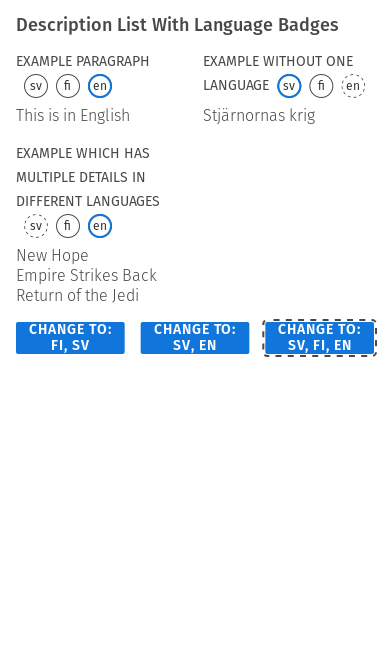 Description List With Language Badges
EXAMPLE PARAGRAPH
sv fi en
This is in English
EXAMPLE WITHOUT ONE
LANGUAGE sv fi en
Stjärnornas krig
EXAMPLE WHICH HAS
MULTIPLE DETAILS IN
DIFFERENT LANGUAGES
sv fi en
New Hope
Empire Strikes Back
Return of the Jedi
CHANGE TO:
FI, SV
CHANGE TO:
SV, EN
CHANGE TO:
SV, FI, EN